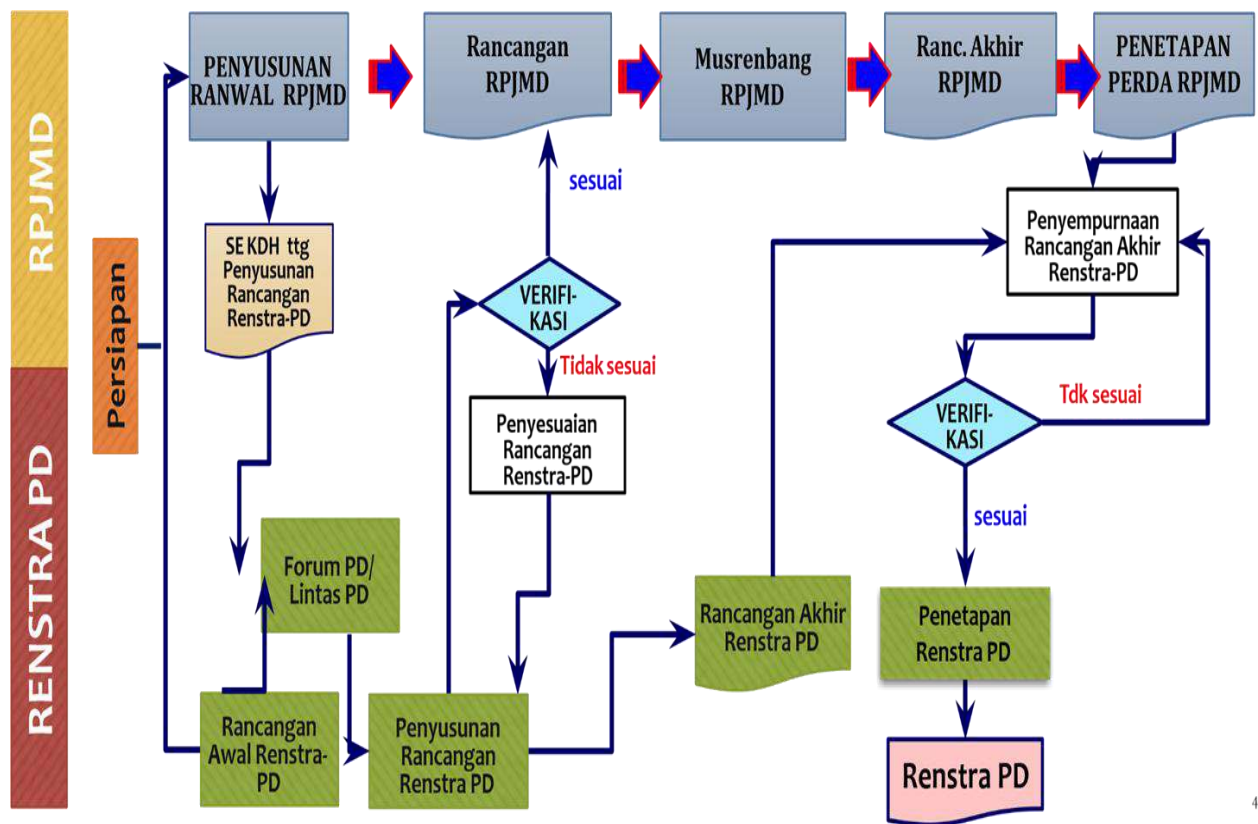 RPJMD
RENSTRA PD
Persiapan
PENYUSUNAN
RANWAL RPJMD
Rancangan
RPJMD
Musrenbang
RPJMD
Ranc. Akhir
RPJMD
PENETAPAN
PERDA RPJMD
SE KDH ttg
Penyusunan
Rancangan
Renstra-PD
sesuai
VERIFI-
KASI
Tidak sesuai
Penyesuaian
Rancangan
Renstra-PD
Penyempurnaan
Rancangan Akhir
Renstra-PD
VERIFI-
KASI
Tdk sesuai
sesuai
Forum PD/
Lintas PD
Rancangan
Awal Renstra-
PD
Penyusunan
Rancangan
Renstra PD
Rancangan Akhir
Renstra PD
Penetapan
Renstra PD
Renstra PD
4